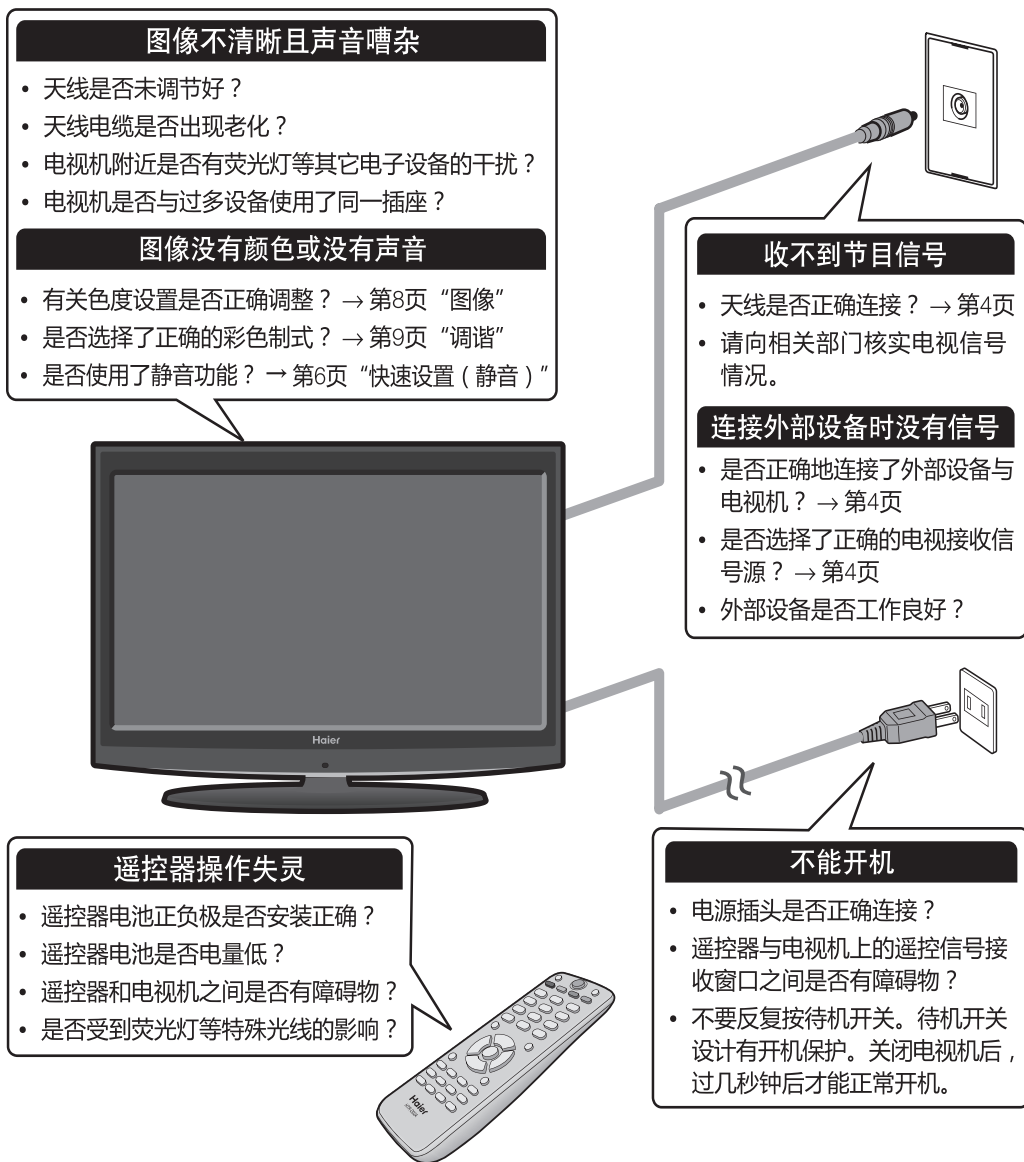 图像不清晰且声音嘈杂
• 天线是否未调节好？
• 天线电缆是否出现老化？
• 电视机附近是否有荧光灯等其它电子设备的干扰？
• 电视机是否与过多设备使用了同一插座？
图像没有颜色或没有声音
• 有关色度设置是否正确调整？→ 第8页“图像”
• 是否选择了正确的彩色制式？→ 第9页“调谐”
• 是否使用了静音功能？→ 第6页“快速设置（静音）”
收不到节目信号
• 天线是否正确连接？→ 第4页
• 请向相关部门核实电视信号
情况。
连接外部设备时没有信号
• 是否正确地连接了外部设备与
电视机？→ 第4页
• 是否选择了正确的电视接收信
号源？→ 第4页
• 外部设备是否工作良好？
Haier
遥控器操作失灵
• 遥控器电池正负极是否安装正确？
• 遥控器电池是否电量低？
• 遥控器和电视机之间是否有障碍物？
• 是否受到荧光灯等特殊光线的影响？
Haier
不能开机
• 电源插头是否正确连接？
• 遥控器与电视机上的遥控信号接
收窗口之间是否有障碍物？
• 不要反复按待机开关。待机开关
设计有开机保护。关闭电视机后，
过几秒钟后才能正常开机。